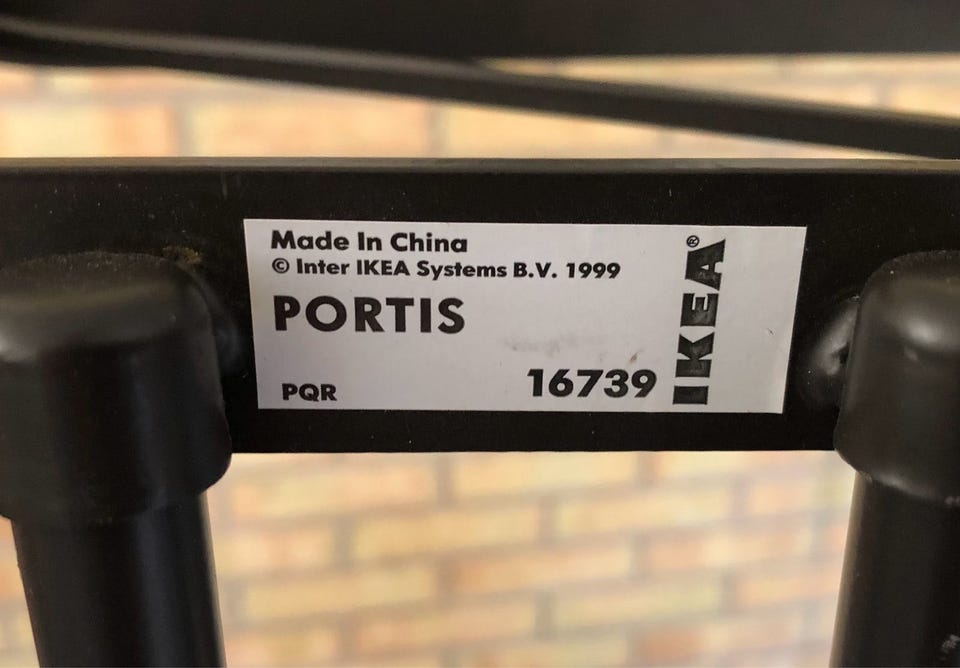 Made In China
© Inter IKEA Systems B.V. 1999
PORTIS
PQR
16739
IKEA®